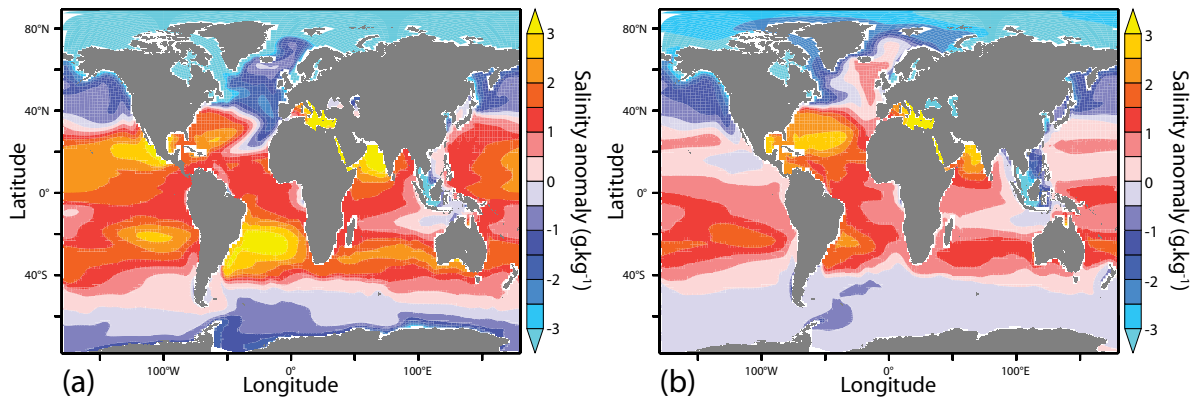 80°N
40°N
0°
40°S
Latitude
100°W
0°
100°E
Longitude
(a)
3
2
1
0
-1
-2
-3
Salinity anomaly (g.kg⁻¹)
80°N
40°N
0°
40°S
Latitude
100°W
0°
100°E
Longitude
(b)
3
2
1
0
-1
-2
-3
Salinity anomaly (g.kg⁻¹)